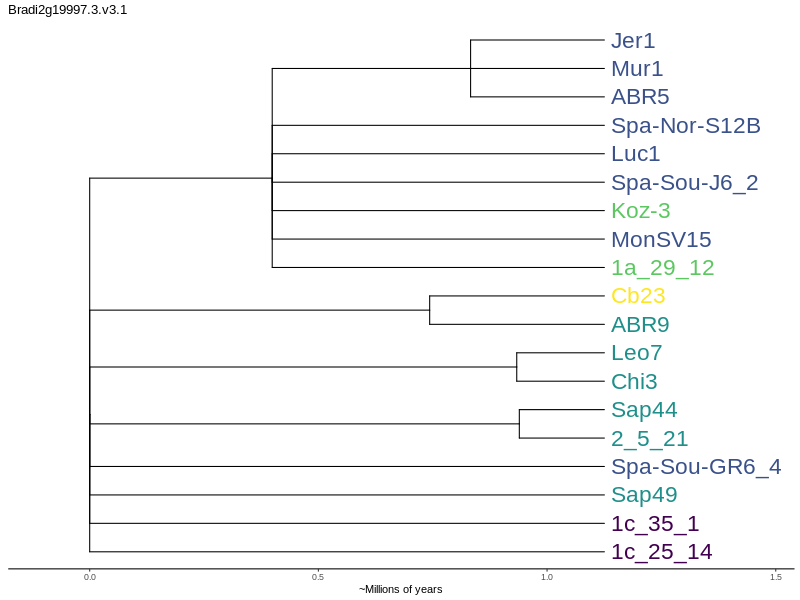 Bradi2g19997.3.v3.1
Jer1
Mur1
ABR5
Spa-Nor-S12B
Luc1
Spa-Sou-J6_2
Koz-3
MonSV15
1a_29_12
Cb23
ABR9
Leo7
Chi3
Sap44
2_5_21
Spa-Sou-GR6_4
Sap49
1c_35_1
1c_25_14
0.0 0.5 1.0 1.5
~Millions of years